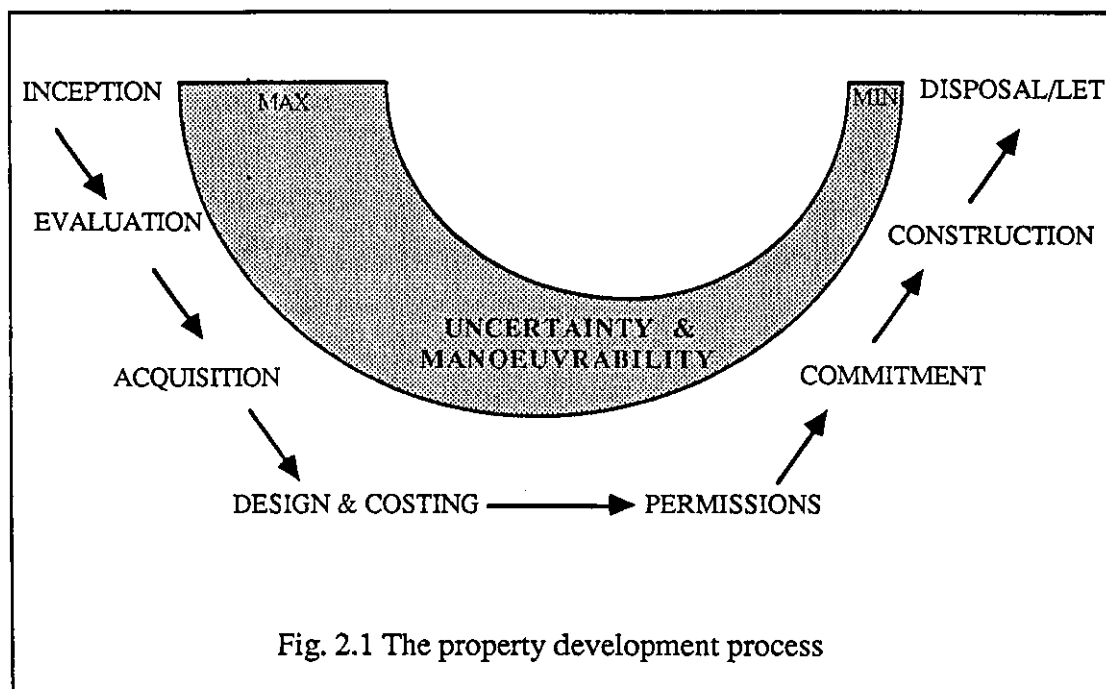 INCEPTION
MAX
MIN
DISPOSAL/LET
EVALUATION
CONSTRUCTION
UNCERTAINTY &
MANOEUVRABILITY
ACQUISITION
COMMITMENT
DESIGN & COSTING
PERMISSIONS
Fig. 2.1 The property development process